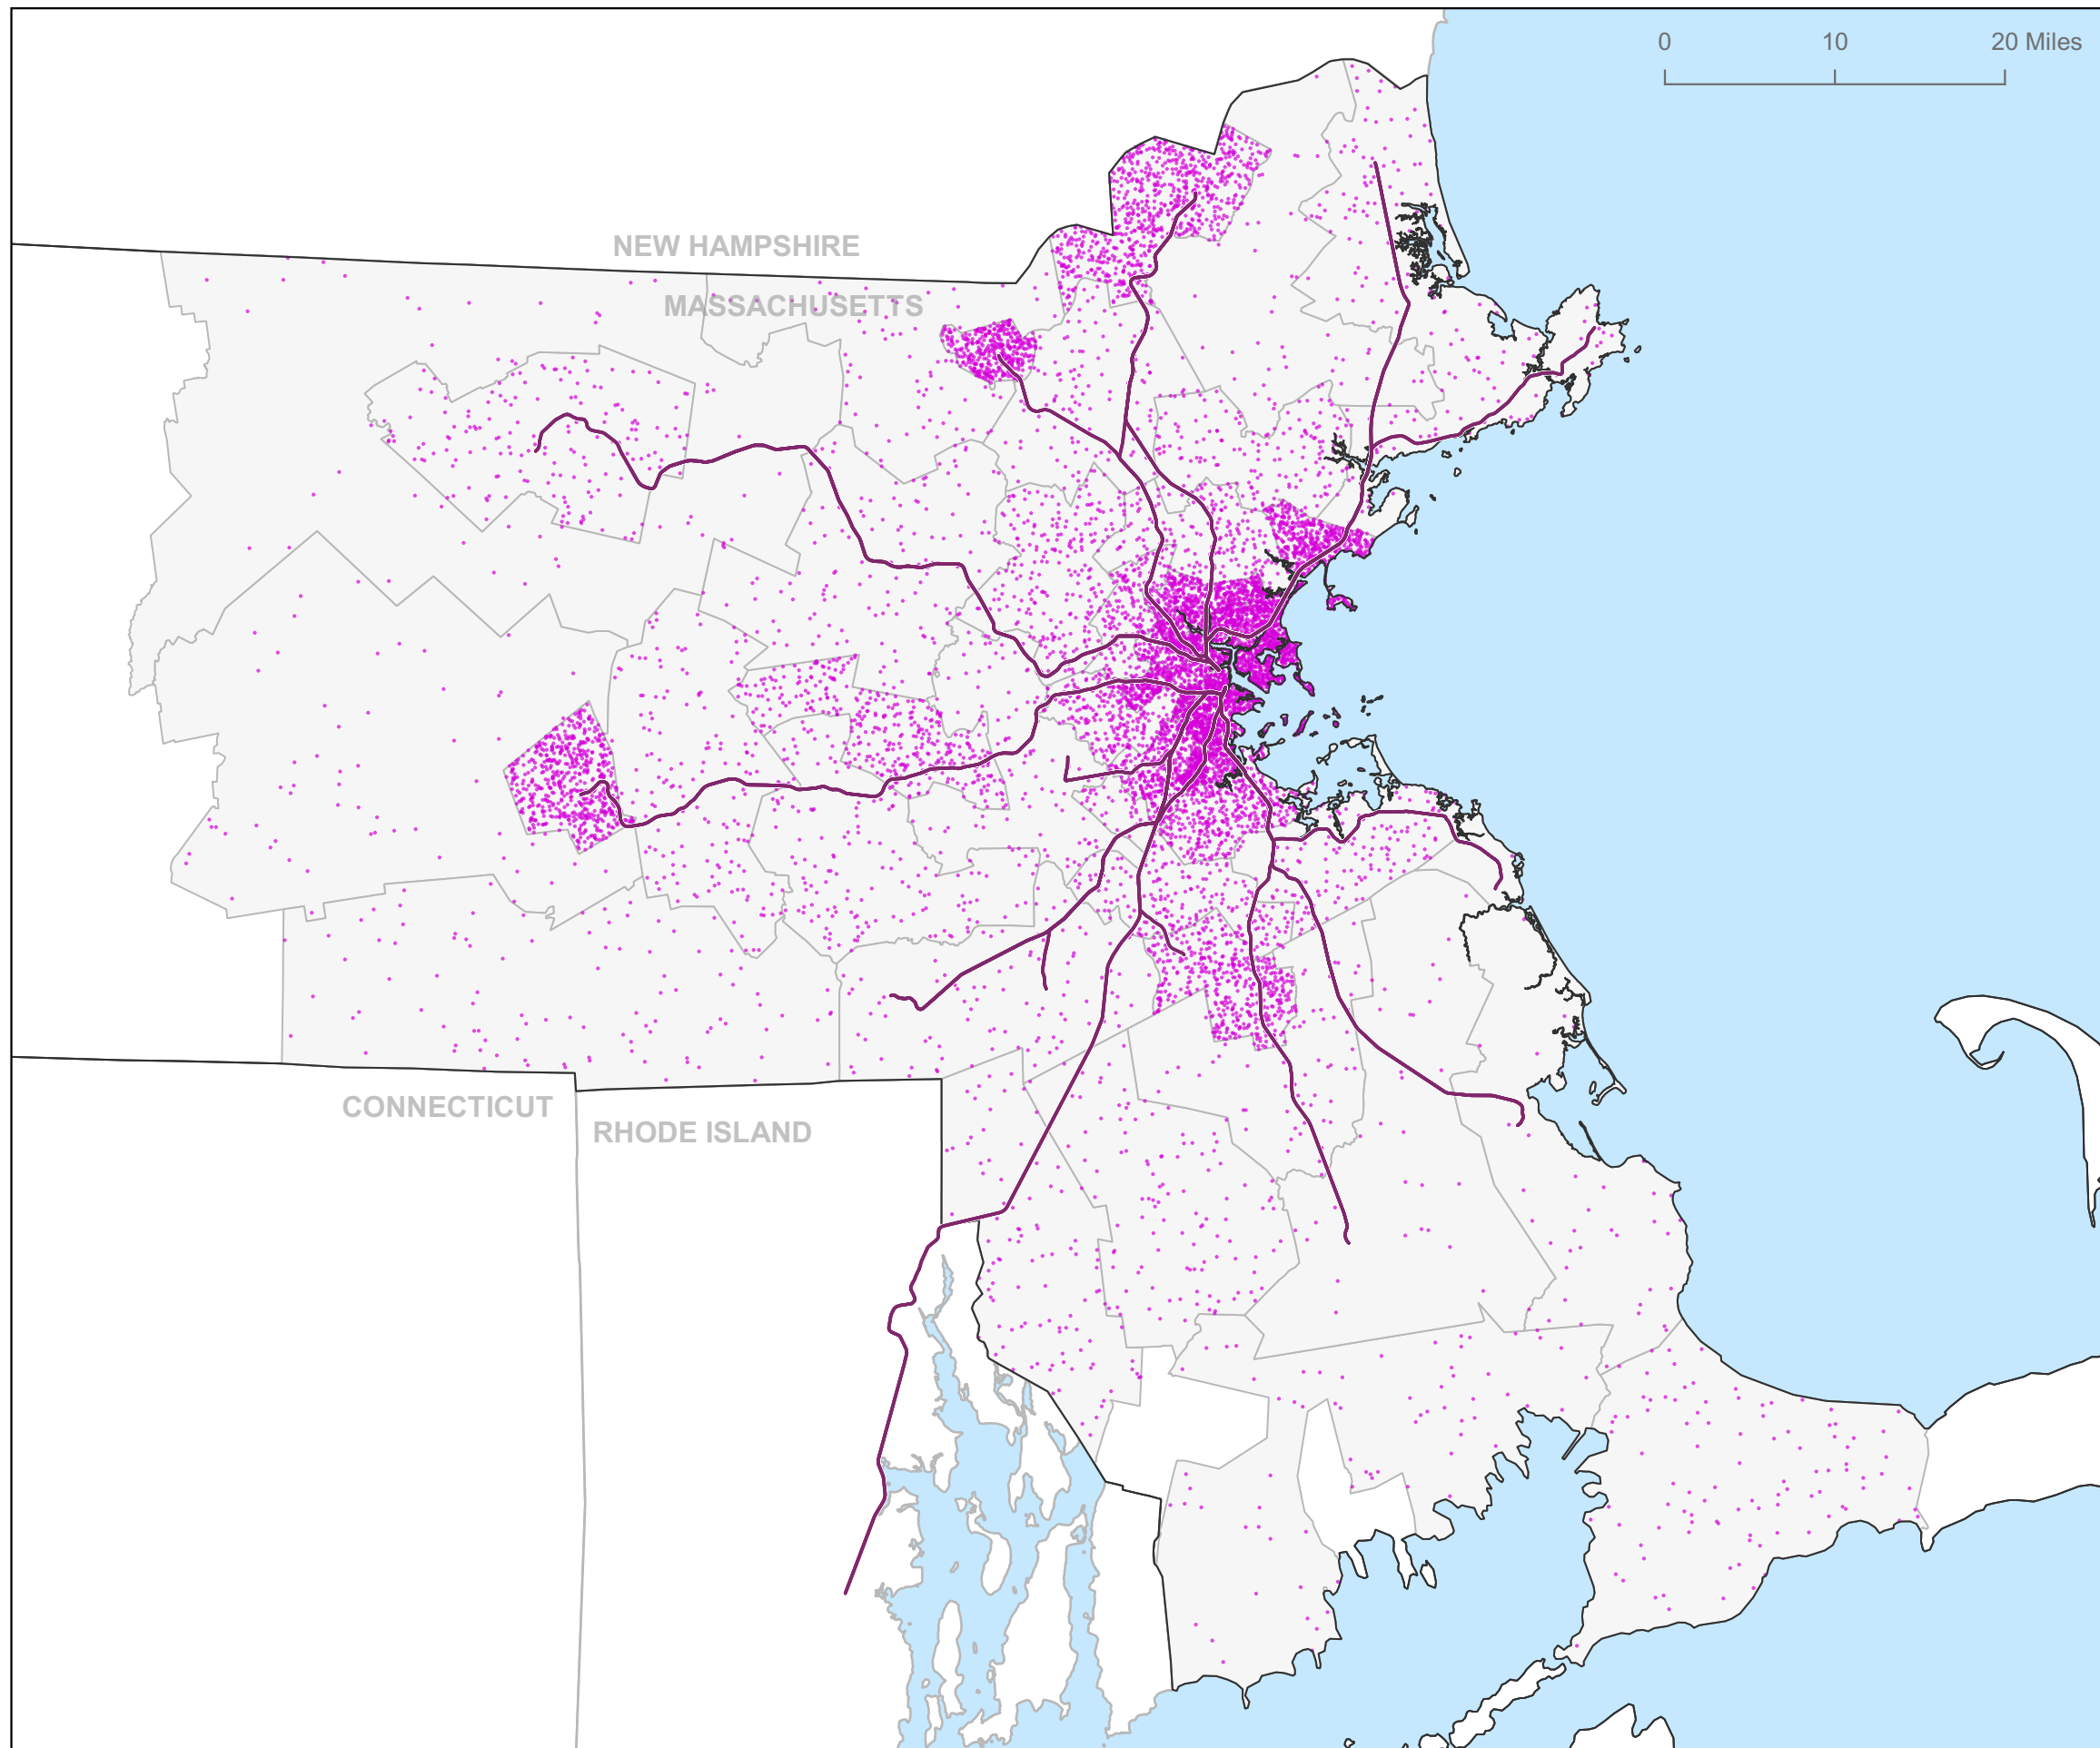 0 10 20 Miles
NEW HAMPSHIRE
MASSACHUSETTS
CONNECTICUT
RHODE ISLAND